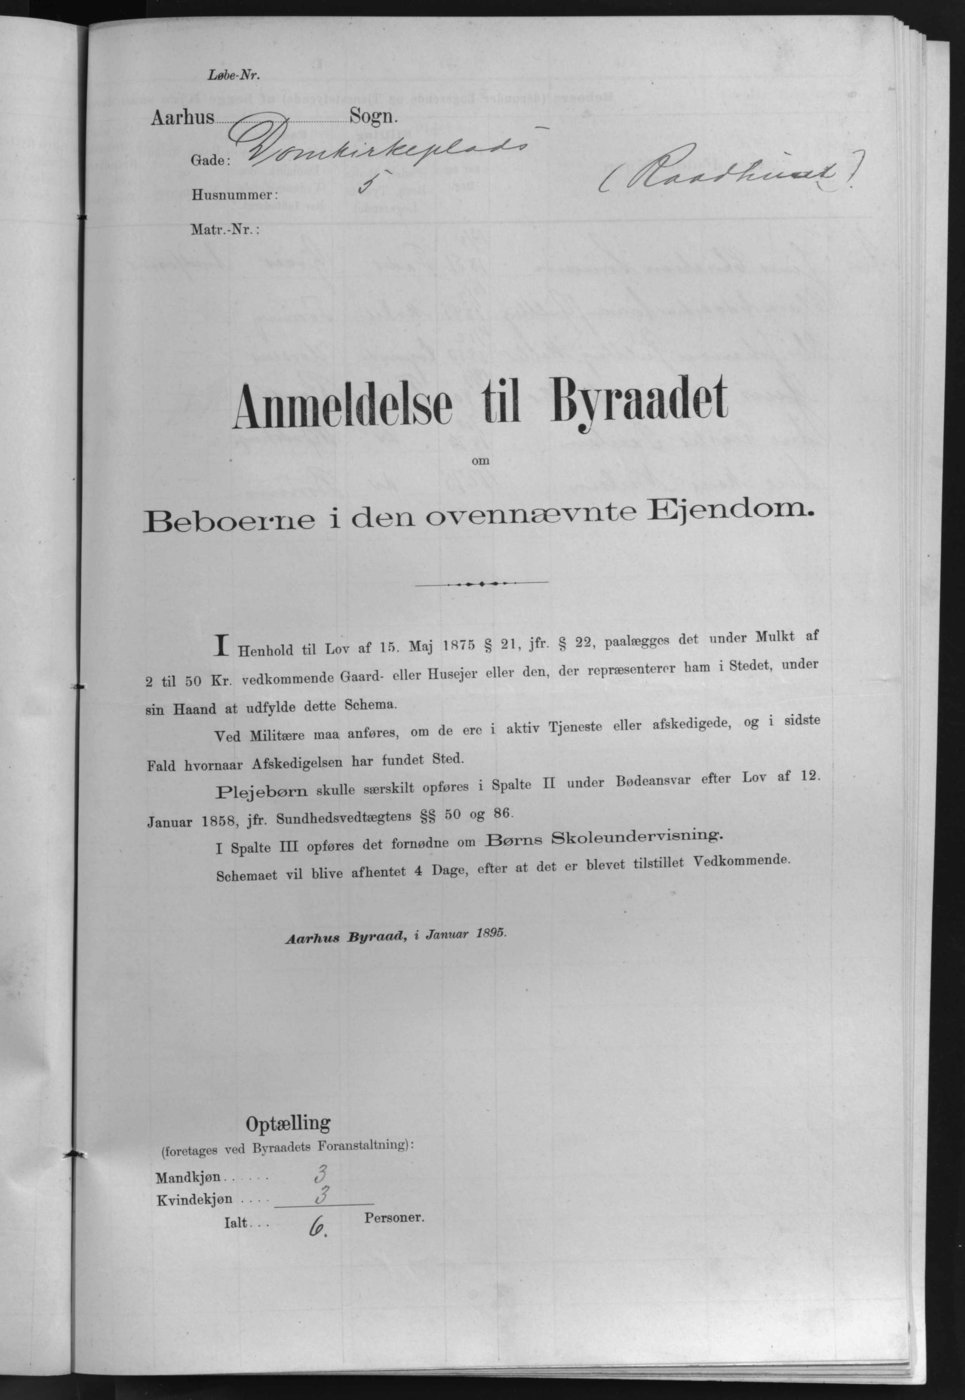 Løbe-Nr.
Aarhus Sogn.
Gade: Domkirkeplads
Husnummer: 5 (Raadhuset)
Matr.-Nr.:
Anmeldelse til Byraadet
om
Beboerne i den ovennævnte Ejendom.
I Henhold til Lov af 15. Maj 1875 § 21, jfr. § 22, paalægges det under Mulkt af
2 til 50 Kr. vedkommende Gaard- eller Husejer eller den, der repræsenterer ham i Stedet, under
sin Haand at udfylde dette Schema.
Ved Militære maa anføres, om de ere i aktiv Tjeneste eller afskedigede, og i sidste
Fald hvornaar Afskedigelsen har fundet Sted.
Plejebørn skulle særskilt opføres i Spalte II under Bødeansvar efter Lov af 12.
Januar 1858, jfr. Sundhedsvedtægtens §§ 50 og 86.
I Spalte III opføres det fornødne om Børns Skoleundervisning.
Schemaet vil blive afhentet 4 Dage, efter at det er blevet tilstillet Vedkommende.
Aarhus Byraad, i Januar 1895.
Optælling
(foretages ved Byraadets Foranstaltning):
Mandkjøn...... 3
Kvindekjøn .... 3
Ialt... 6. Personer.